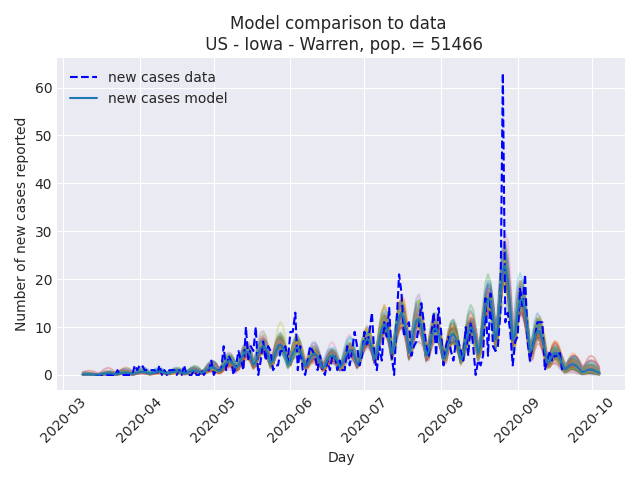 Model comparison to data
US - Iowa - Warren, pop. = 51466
new cases data
new cases model
Number of new cases reported
60
50
40
30
20
10
0
2020-03
2020-04
2020-05
2020-06
2020-07
2020-08
2020-09
2020-10
Day